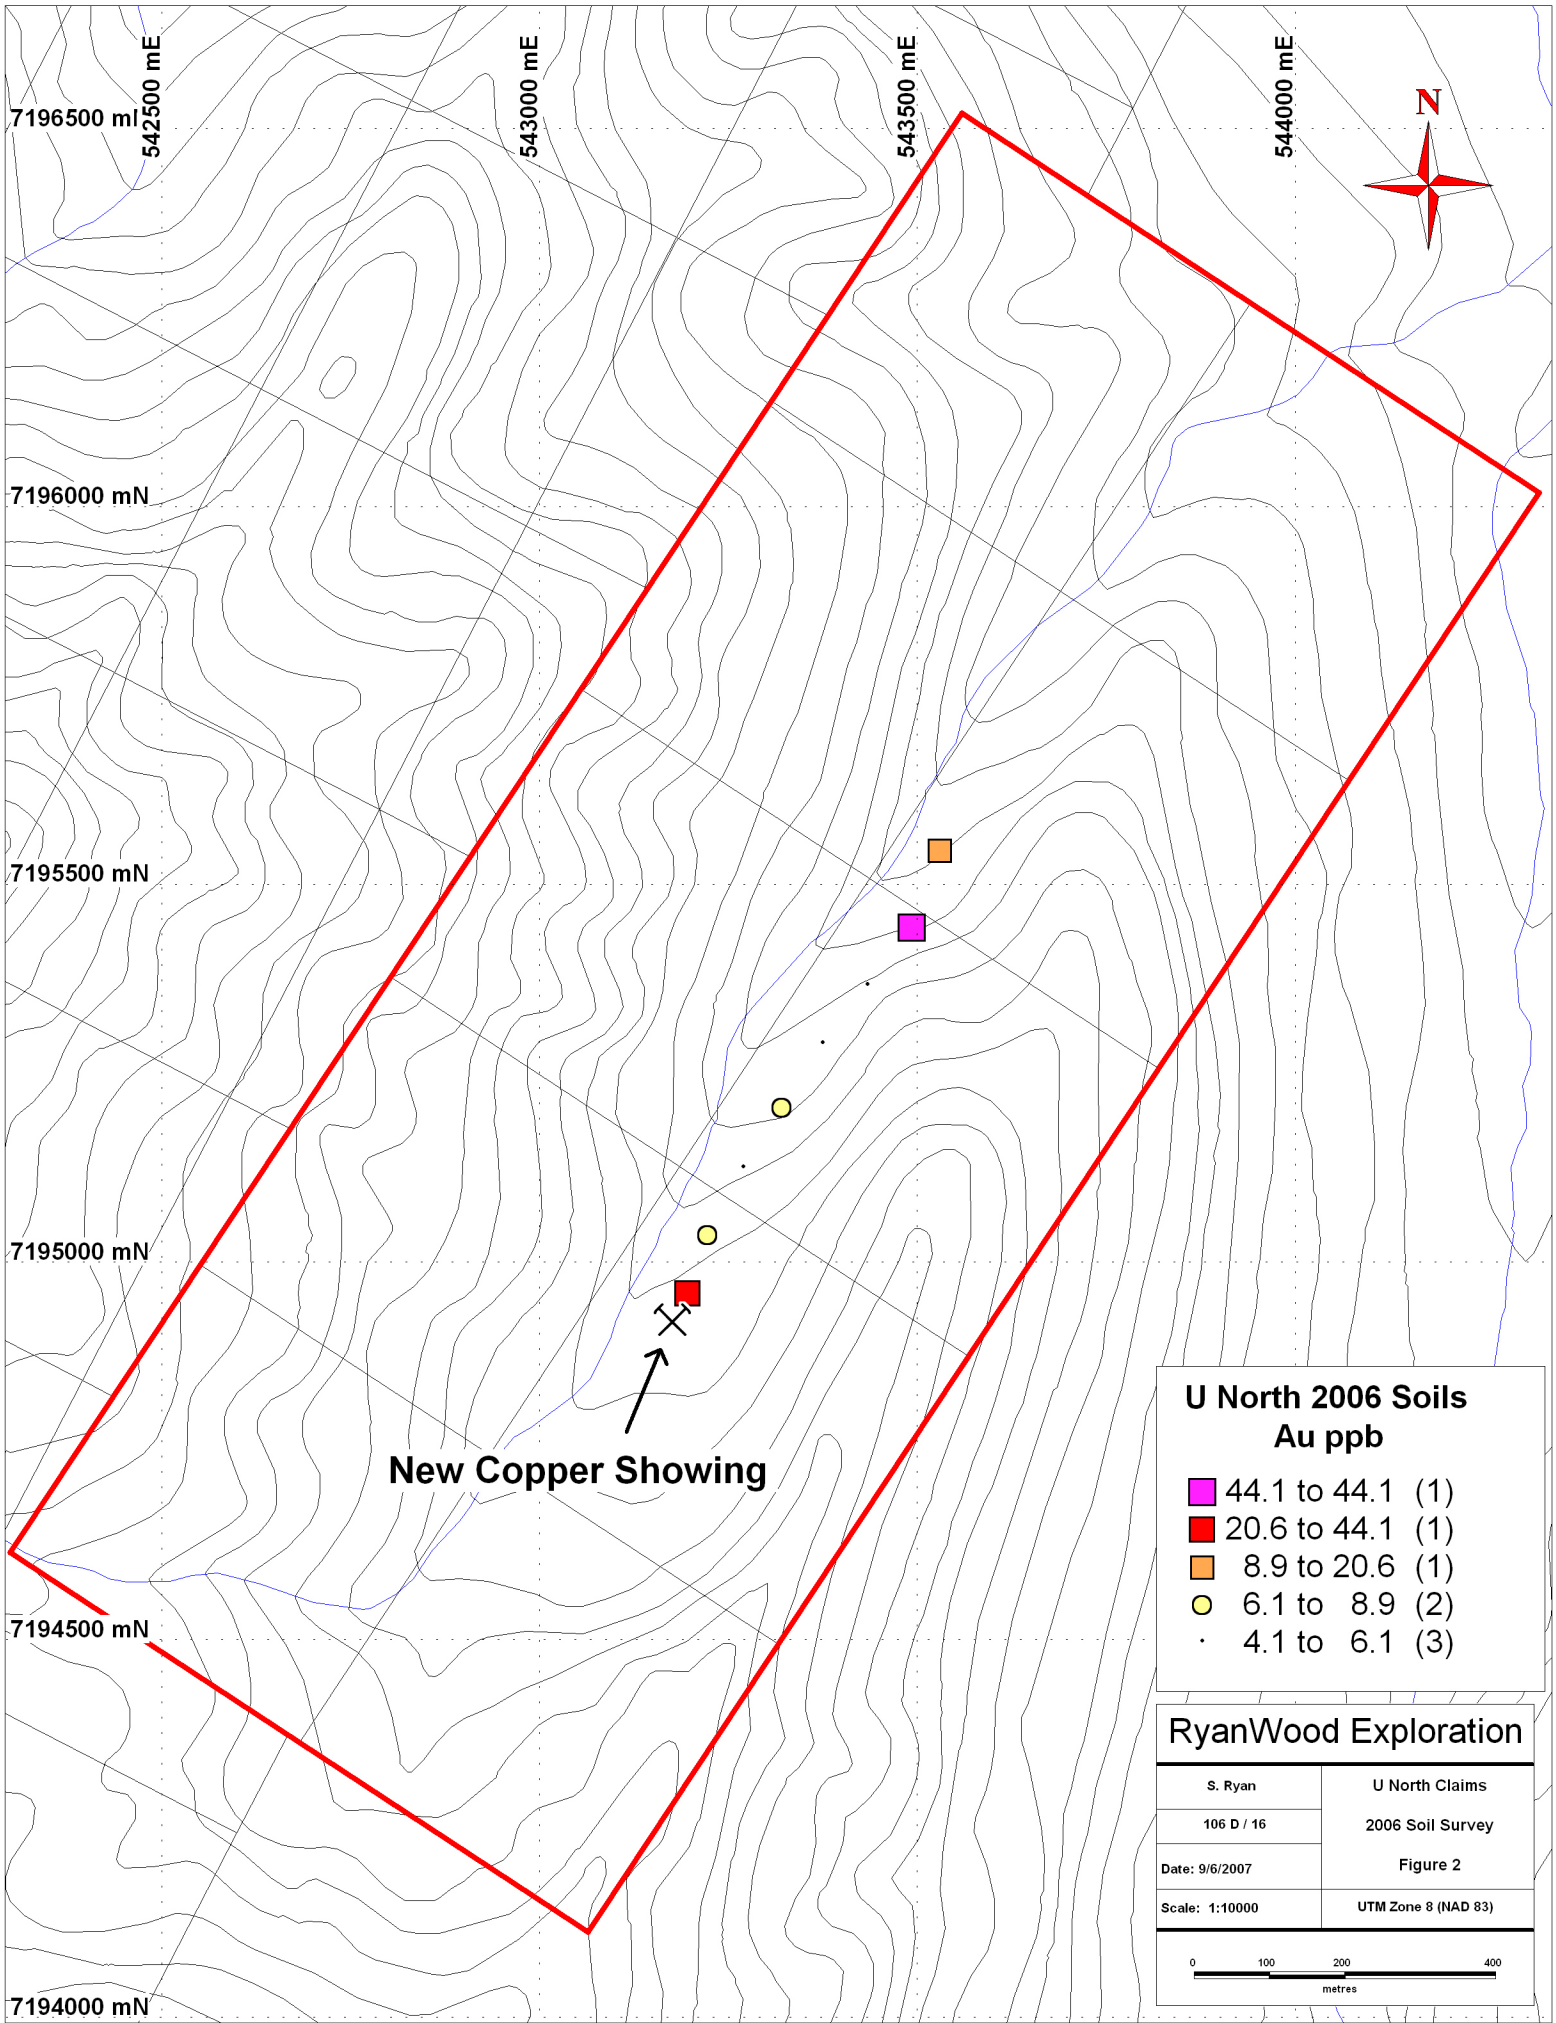 542500 mE
543000 mE
543500 mE
544000 mE
N
7196500 m
7196000 mN
7195500 mN
7195000 mN
New Copper Showing
7194500 mN
7194000 mN
U North 2006 Soils
Au ppb
44.1 to 44.1 (1)
20.6 to 44.1 (1)
8.9 to 20.6 (1)
6.1 to 8.9 (2)
4.1 to 6.1 (3)
RyanWood Exploration
S. Ryan
U North Claims
106 D / 16
2006 Soil Survey
Date: 9/6/2007
Figure 2
Scale: 1:10000
UTM Zone 8 (NAD 83)
0 100 200 400
metres